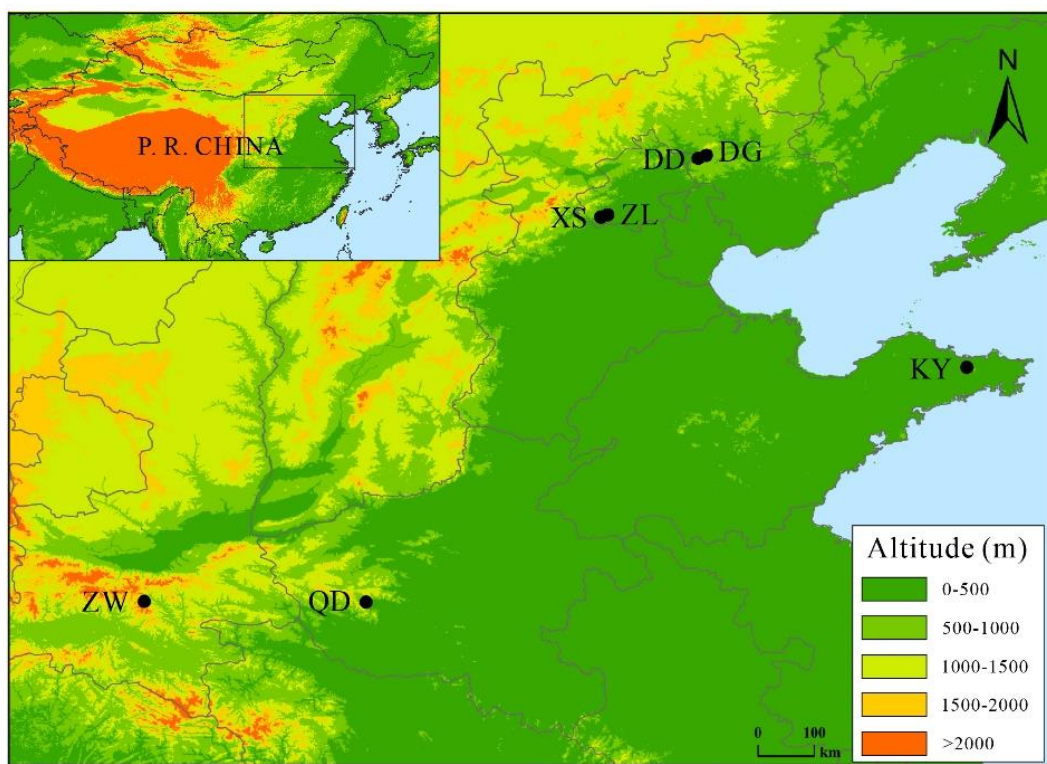 P. R. CHINA
N
DD DG
XS ZL
KY
ZW
QD
Altitude (m)
0-500
500-1000
1000-1500
1500-2000
>2000
0 100
km